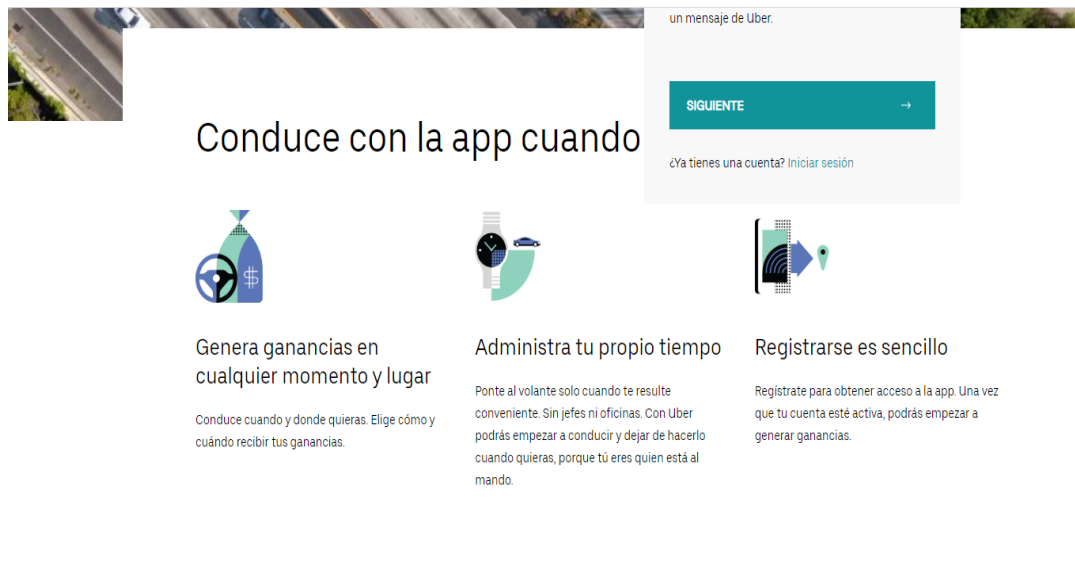 un mensaje de Uber.
SIGUIENTE →
¿Ya tienes una cuenta? Iniciar sesión
Conduce con la app cuando
$
Genera ganancias en
cualquier momento y lugar
Conduce cuando y donde quieras. Elige cómo y
cuándo recibir tus ganancias.
Administra tu propio tiempo
Ponte al volante solo cuando te resulte
conveniente. Sin jefes ni oficinas. Con Uber
podrás empezar a conducir y dejar de hacerlo
cuando quieras, porque tú eres quien está al
mando.
Registrarse es sencillo
Regístrate para obtener acceso a la app. Una vez
que tu cuenta esté activa, podrás empezar a
generar ganancias.